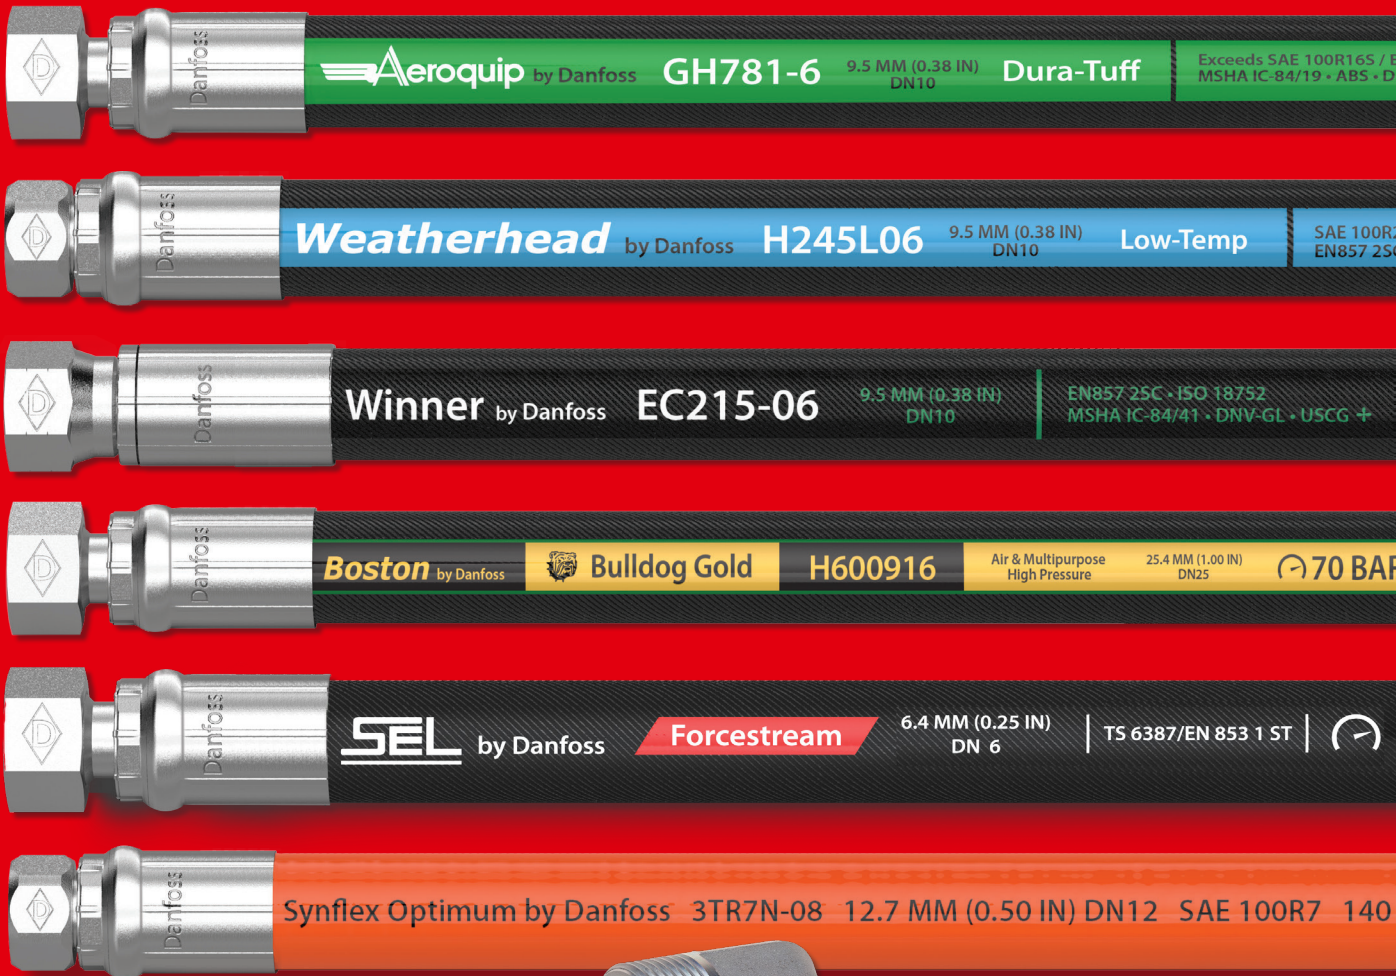 Danfoss
Aeroquip by Danfoss GH781-6 9.5 MM (0.38 IN) DN10 Dura-Tuff
Exceeds SAE 100R16S /
MSHA IC-84/19 • ABS •
Danfoss
Weatherhead by Danfoss H245L06 9.5 MM (0.38 IN) DN10 Low-Temp
SAE 100R2
EN857 2S
Danfoss
Winner by Danfoss EC215-06 9.5 MM (0.38 IN) DN10
EN857 2SC • ISO 18752
MSHA IC-84/41 • DNV-GL • USCG +
Danfoss
Boston by Danfoss Bulldog Gold H600916
Air & Multipurpose
High Pressure
25.4 MM (1.00 IN)
DN25
70 BAR
Danfoss
SEL by Danfoss Forcestream
6.4 MM (0.25 IN)
DN 6
TS 6387/EN 853 1 ST
Danfoss
Synflex Optimum by Danfoss 3TR7N-08 12.7 MM (0.50 IN) DN12 SAE 100R7 140
D
D
D
D
D
D